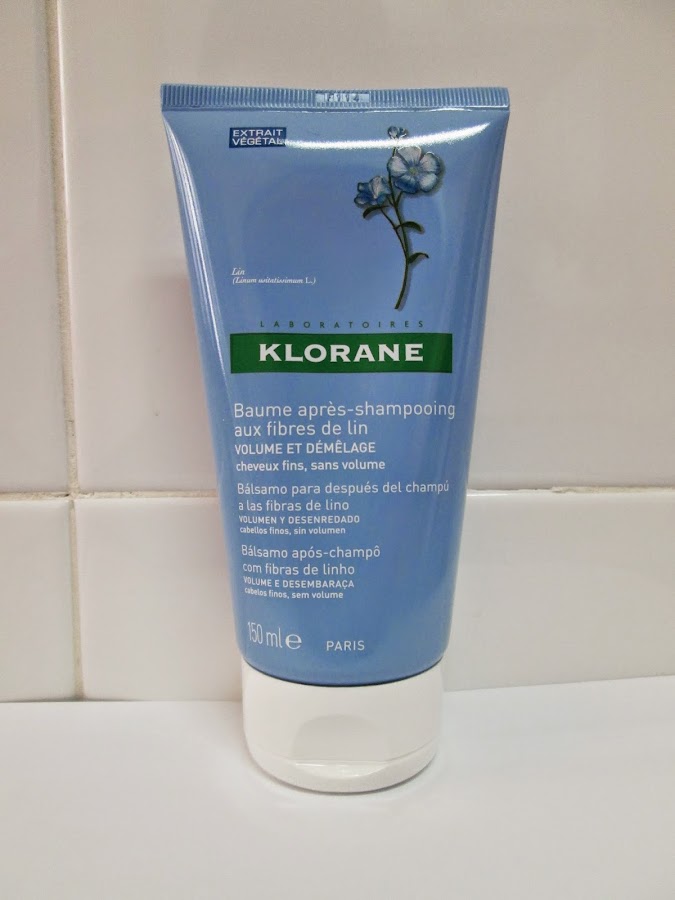 EXTRAIT
VÉGÉTAL
Lin
(Linum usitatissimum L.)
LABORATOIRES
KLORANE
Baume après-shampooing
aux fibres de lin
VOLUME ET DÉMÊLAGE
cheveux fins, sans volume
Bálsamo para después del champú
a las fibras de lino
VOLUMEN Y DESENREDADO
cabellos finos, sin volumen
Bálsamo após-champô
com fibras de linho
VOLUME E DESEMBARAÇA
cabelos finos, sem volume
150 ml e PARIS